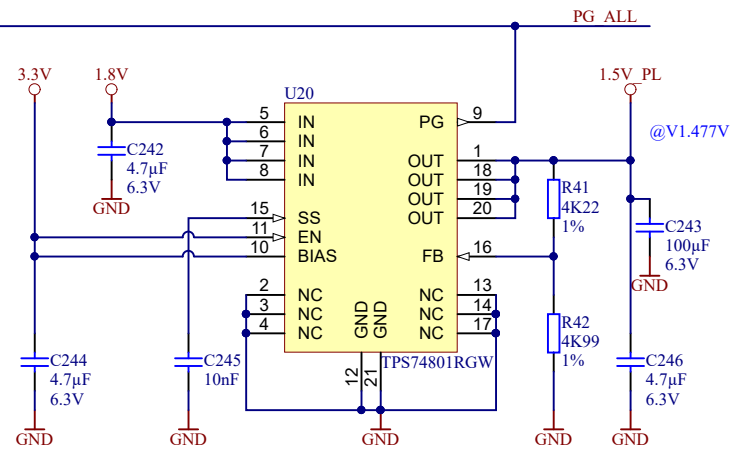 PG_ALL
3.3V
1.8V
1.5V_PL
U20
@V1.477V
5 IN
6 IN
7 IN
8 IN
PG 9
OUT 1
OUT 18
OUT 19
OUT 20
C242
4.7µF
6.3V
GND
R41
4K22
1%
15 SS
11 EN
10 BIAS
FB 16
C243
100µF
6.3V
GND
2 NC
3 NC
4 NC
NC 13
NC 14
NC 17
GND
GND
12
21
TPS74801RGW
R42
4K99
1%
C244
4.7µF
6.3V
C245
10nF
C246
4.7µF
6.3V
GND
GND
GND
GND
GND